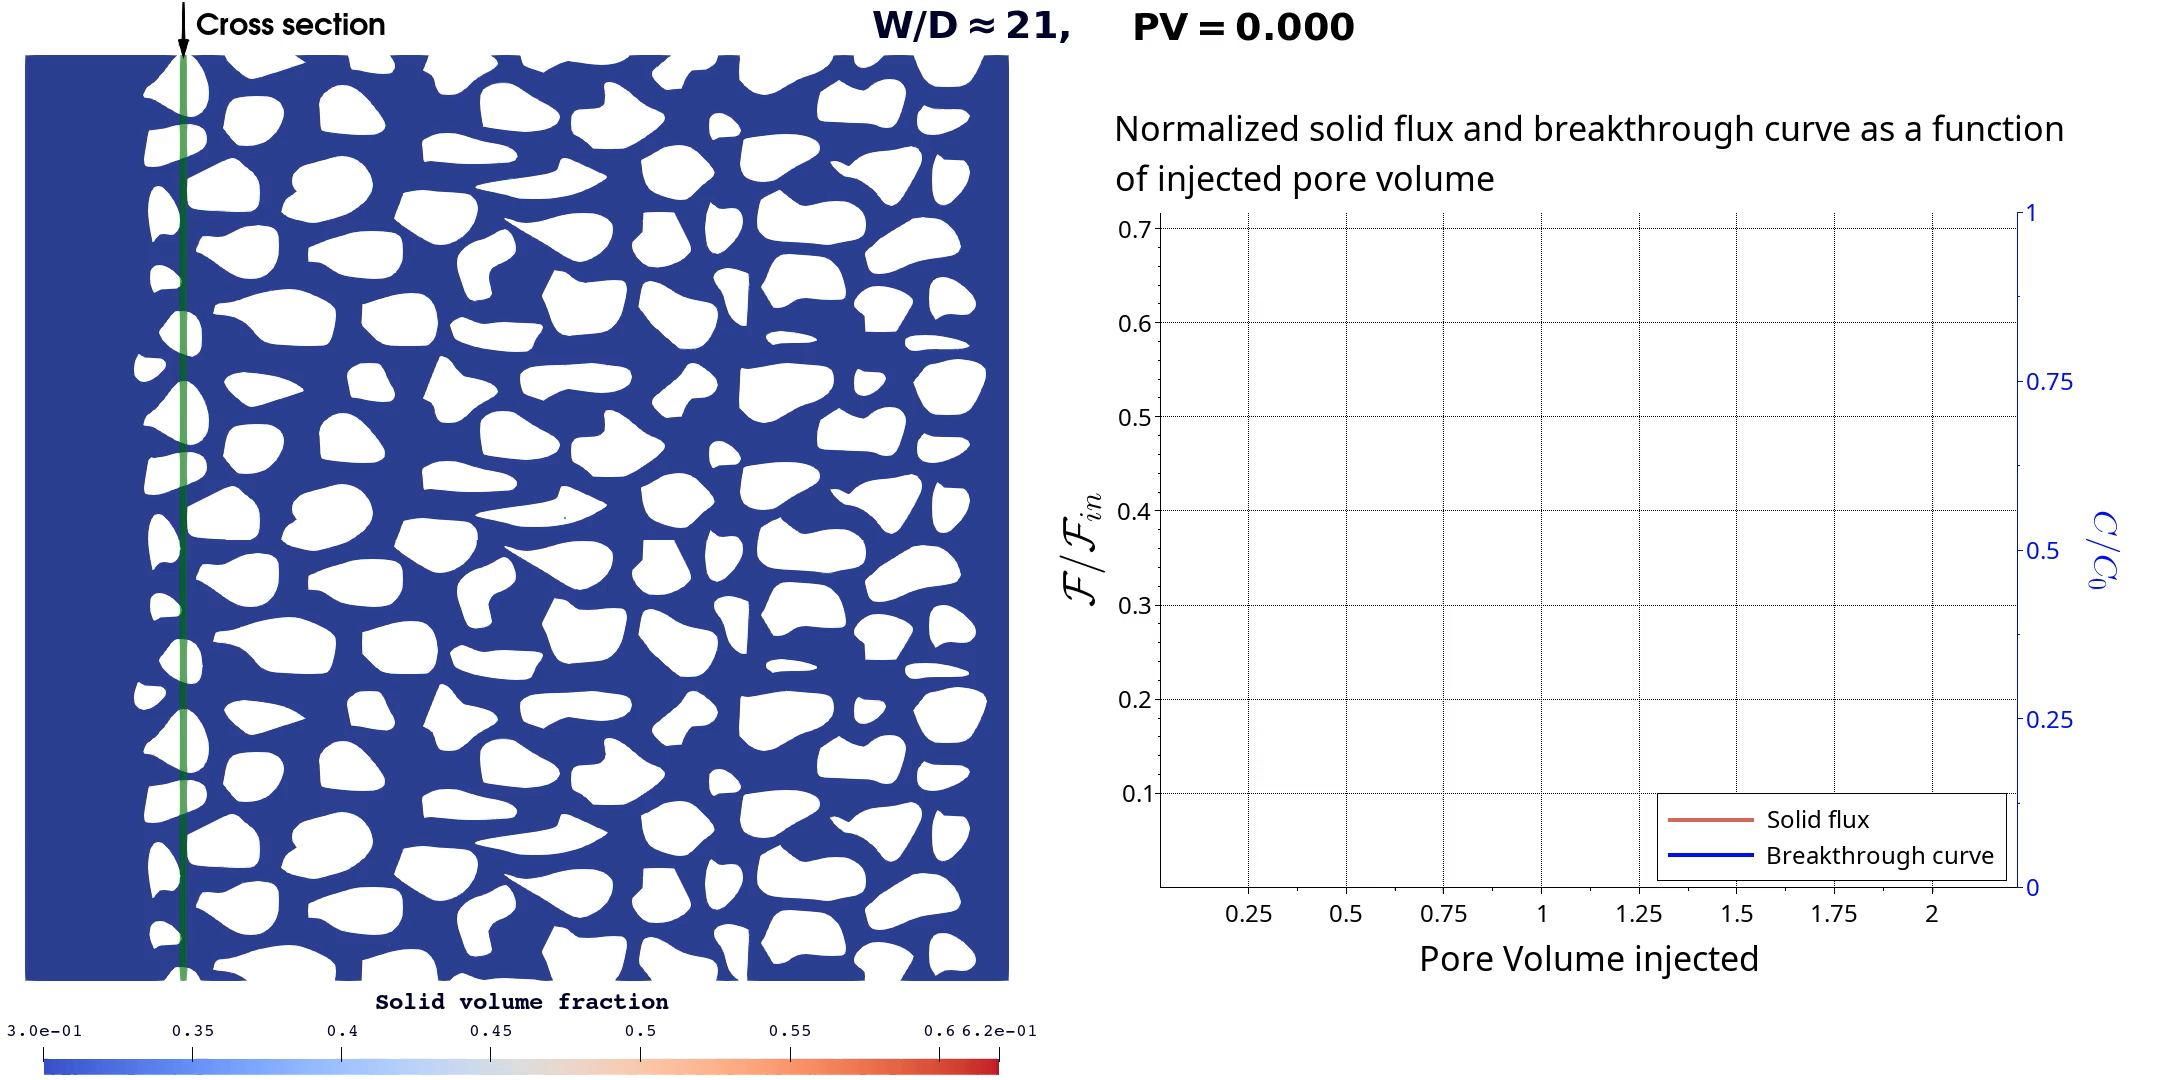 Cross section
W/D ≈ 21, PV = 0.000
Normalized solid flux and breakthrough curve as a function
of injected pore volume
0.7
0.6
0.5
0.4
0.3
0.2
0.1
ℱ/ℱ_in
1
0.75
0.5
0.25
0
C/C₀
Solid flux
Breakthrough curve
0.25 0.5 0.75 1 1.25 1.5 1.75 2
Pore Volume injected
Solid volume fraction
3.0e-01 0.35 0.4 0.45 0.5 0.55 0.6 6.2e-01